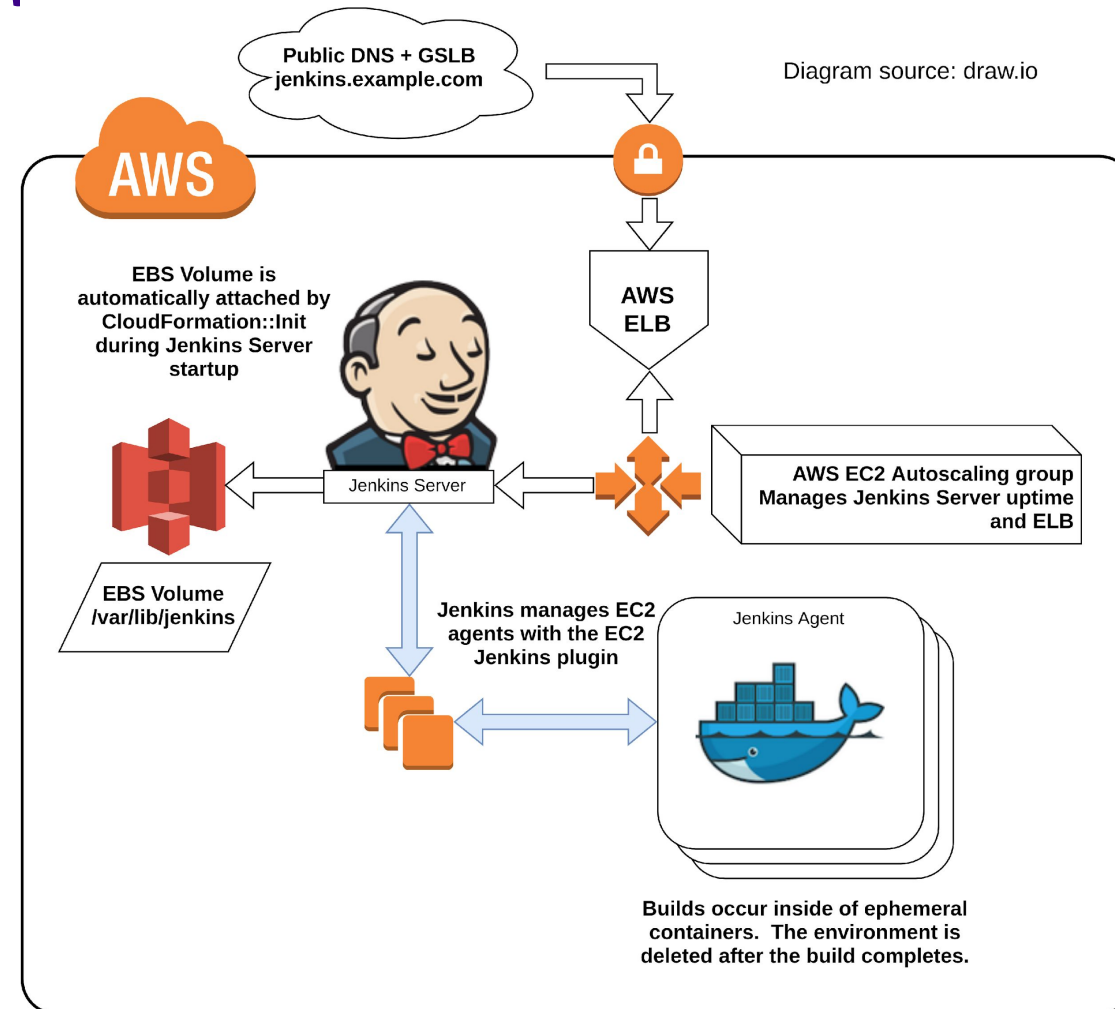 Public DNS + GSLB
jenkins.example.com
Diagram source: draw.io
AWS
EBS Volume is
automatically attached by
CloudFormation::Init
during Jenkins Server
startup
AWS
ELB
Jenkins Server
AWS EC2 Autoscaling group
Manages Jenkins Server uptime
and ELB
EBS Volume
/var/lib/jenkins
Jenkins manages EC2
agents with the EC2
Jenkins plugin
Jenkins Agent
Builds occur inside of ephemeral
containers.  The environment is
deleted after the build completes.